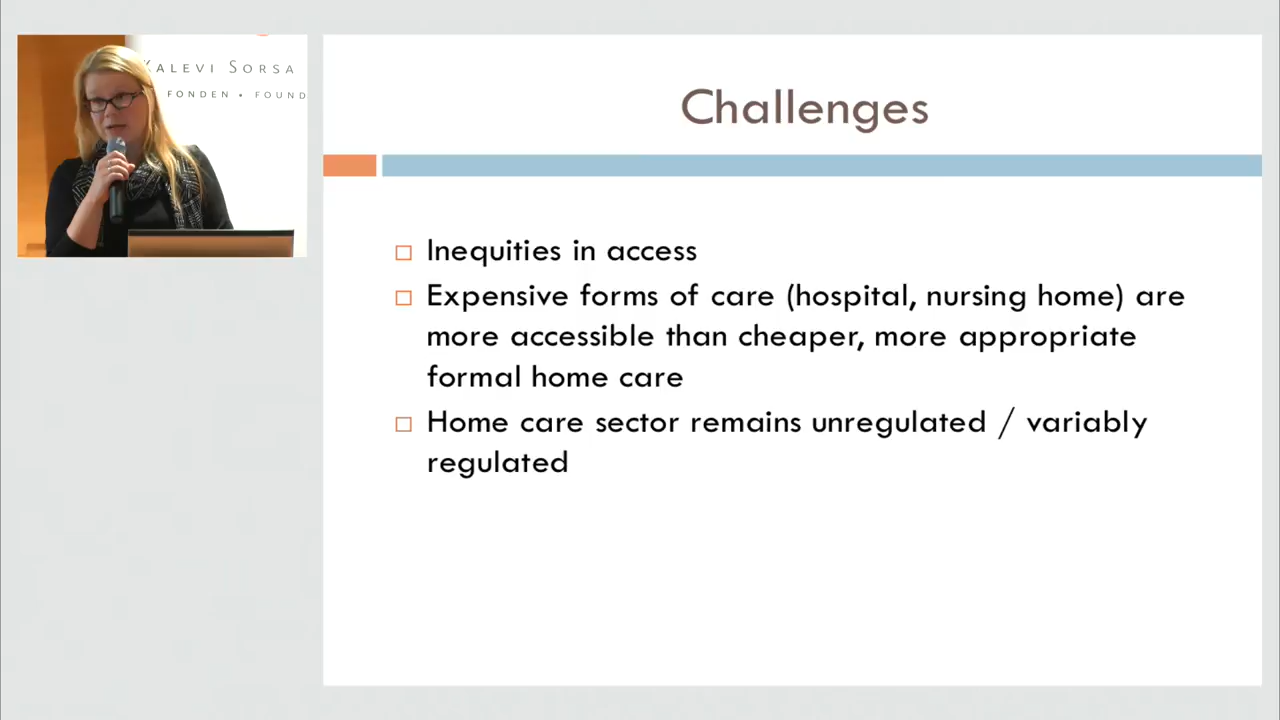 KALEVI SORSA
FONDEN • FOUND
Challenges
Inequities in access
Expensive forms of care (hospital, nursing home) are
more accessible than cheaper, more appropriate
formal home care
Home care sector remains unregulated / variably
regulated